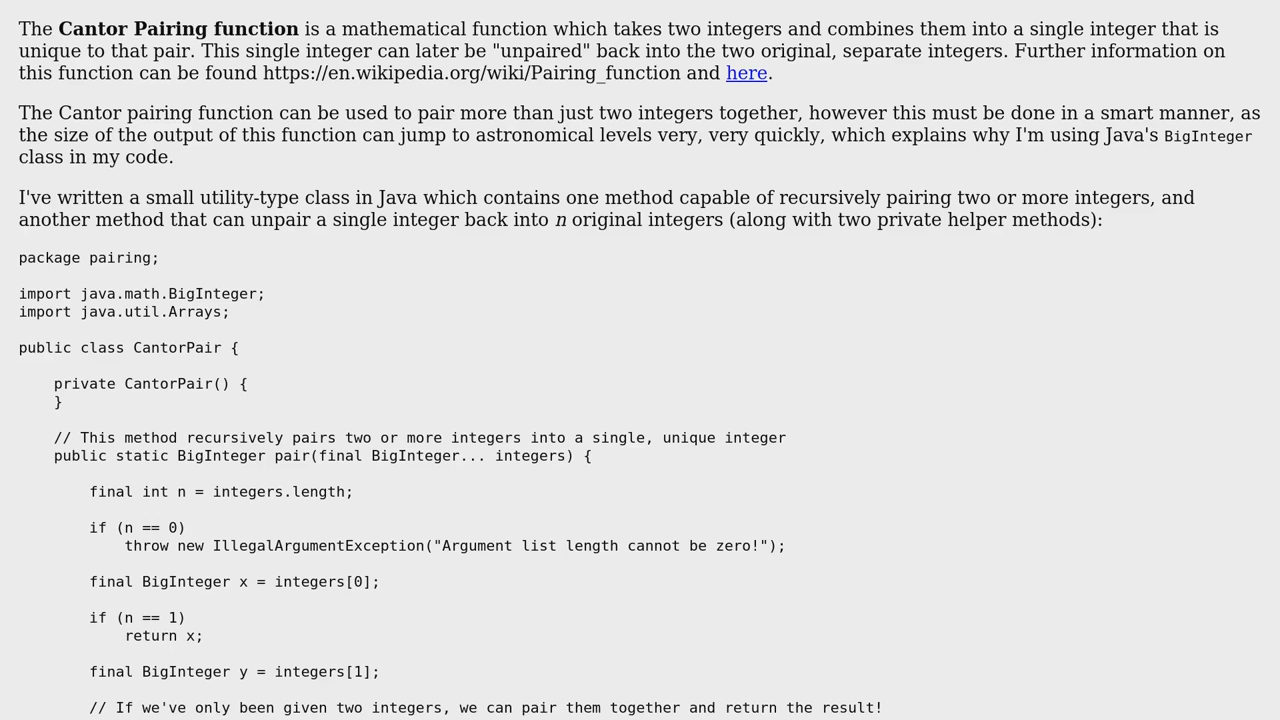 The Cantor Pairing function is a mathematical function which takes two integers and combines them into a single integer that is
unique to that pair. This single integer can later be "unpaired" back into the two original, separate integers. Further information on
this function can be found https://en.wikipedia.org/wiki/Pairing_function and here.
The Cantor pairing function can be used to pair more than just two integers together, however this must be done in a smart manner, as
the size of the output of this function can jump to astronomical levels very, very quickly, which explains why I'm using Java's BigInteger
class in my code.
I've written a small utility-type class in Java which contains one method capable of recursively pairing two or more integers, and
another method that can unpair a single integer back into n original integers (along with two private helper methods):
package pairing;
import java.math.BigInteger;
import java.util.Arrays;
public class CantorPair {
    private CantorPair() {
    }
    // This method recursively pairs two or more integers into a single, unique integer
    public static BigInteger pair(final BigInteger... integers) {
        final int n = integers.length;
        if (n == 0)
            throw new IllegalArgumentException("Argument list length cannot be zero!");
        final BigInteger x = integers[0];
        if (n == 1)
            return x;
        final BigInteger y = integers[1];
        // If we've only been given two integers, we can pair them together and return the result!